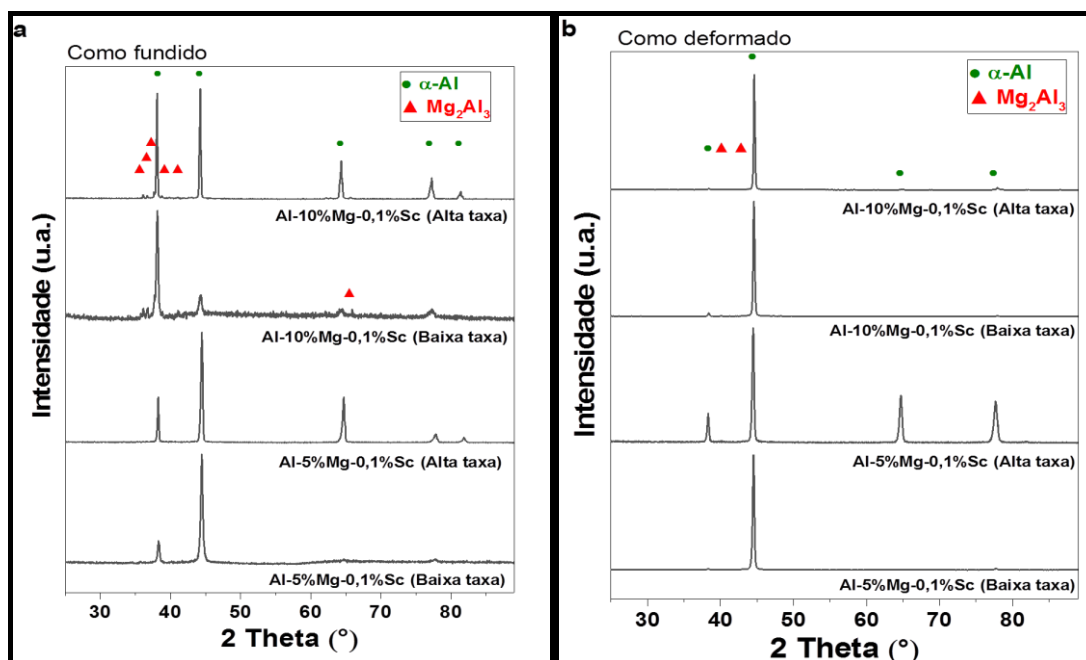 a
Como fundido
α-Al
Mg₂Al₃
Al-10%Mg-0,1%Sc (Alta taxa)
Al-10%Mg-0,1%Sc (Baixa taxa)
Al-5%Mg-0,1%Sc (Alta taxa)
Al-5%Mg-0,1%Sc (Baixa taxa)
Intensidade (u.a.)
30 40 50 60 70 80
2 Theta (°)
b
Como deformado
α-Al
Mg₂Al₃
Al-10%Mg-0,1%Sc (Alta taxa)
Al-10%Mg-0,1%Sc (Baixa taxa)
Al-5%Mg-0,1%Sc (Alta taxa)
Al-5%Mg-0,1%Sc (Baixa taxa)
Intensidade (u.a.)
30 40 50 60 70 80
2 Theta (°)